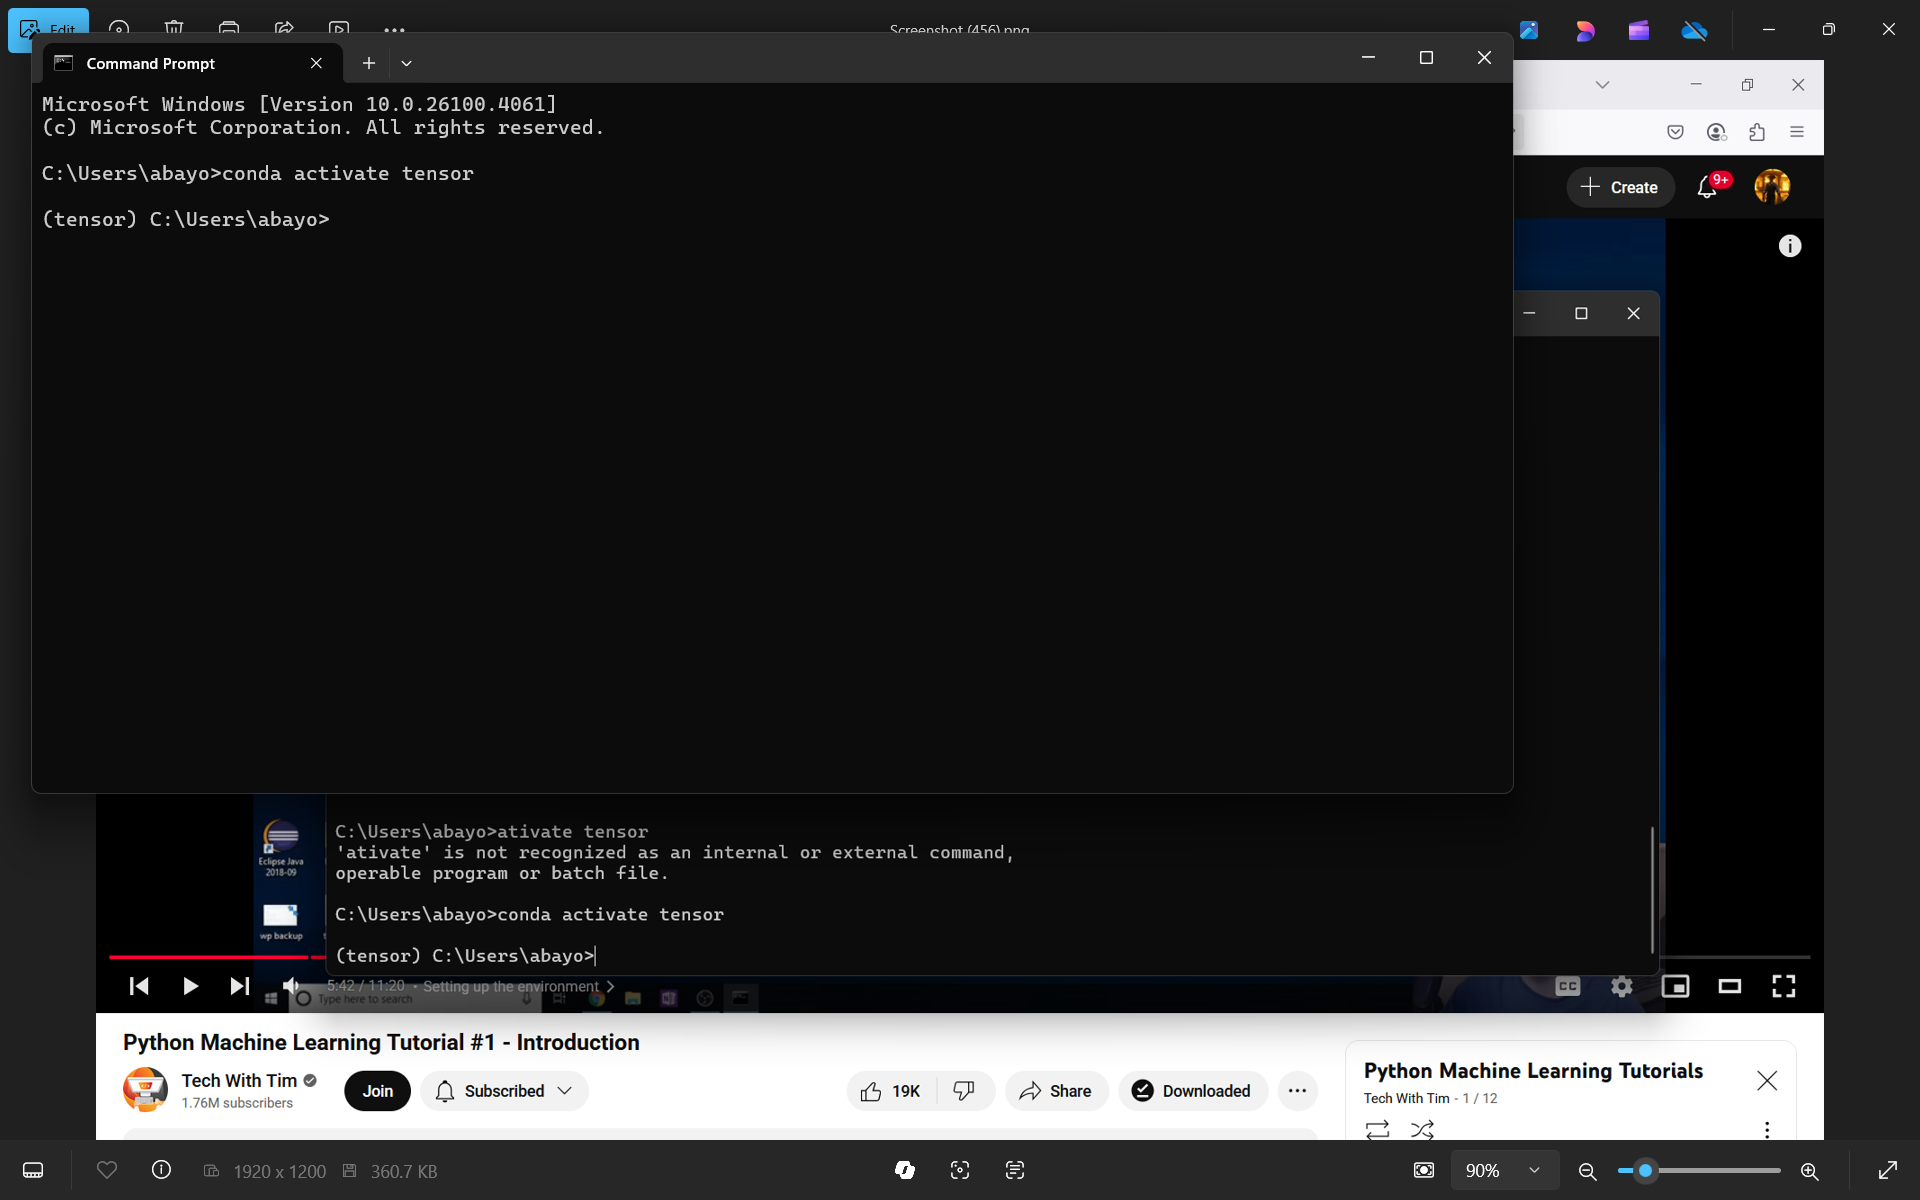 Edit
Screenshot (456).png
Command Prompt
Microsoft Windows [Version 10.0.26100.4061]
(c) Microsoft Corporation. All rights reserved.
C:\Users\abayo>conda activate tensor
(tensor) C:\Users\abayo>
Create
9+
Eclipse Java
2018-09
wp backup
C:\Users\abayo>ativate tensor
'ativate' is not recognized as an internal or external command,
operable program or batch file.
C:\Users\abayo>conda activate tensor
(tensor) C:\Users\abayo>
5:42 / 11:20 · Setting up the environment
CC
Type here to search
Python Machine Learning Tutorial #1 - Introduction
Tech With Tim
1.76M subscribers
Join
Subscribed
19K
Share
Downloaded
Python Machine Learning Tutorials
Tech With Tim - 1 / 12
1920 x 1200
360.7 KB
90%